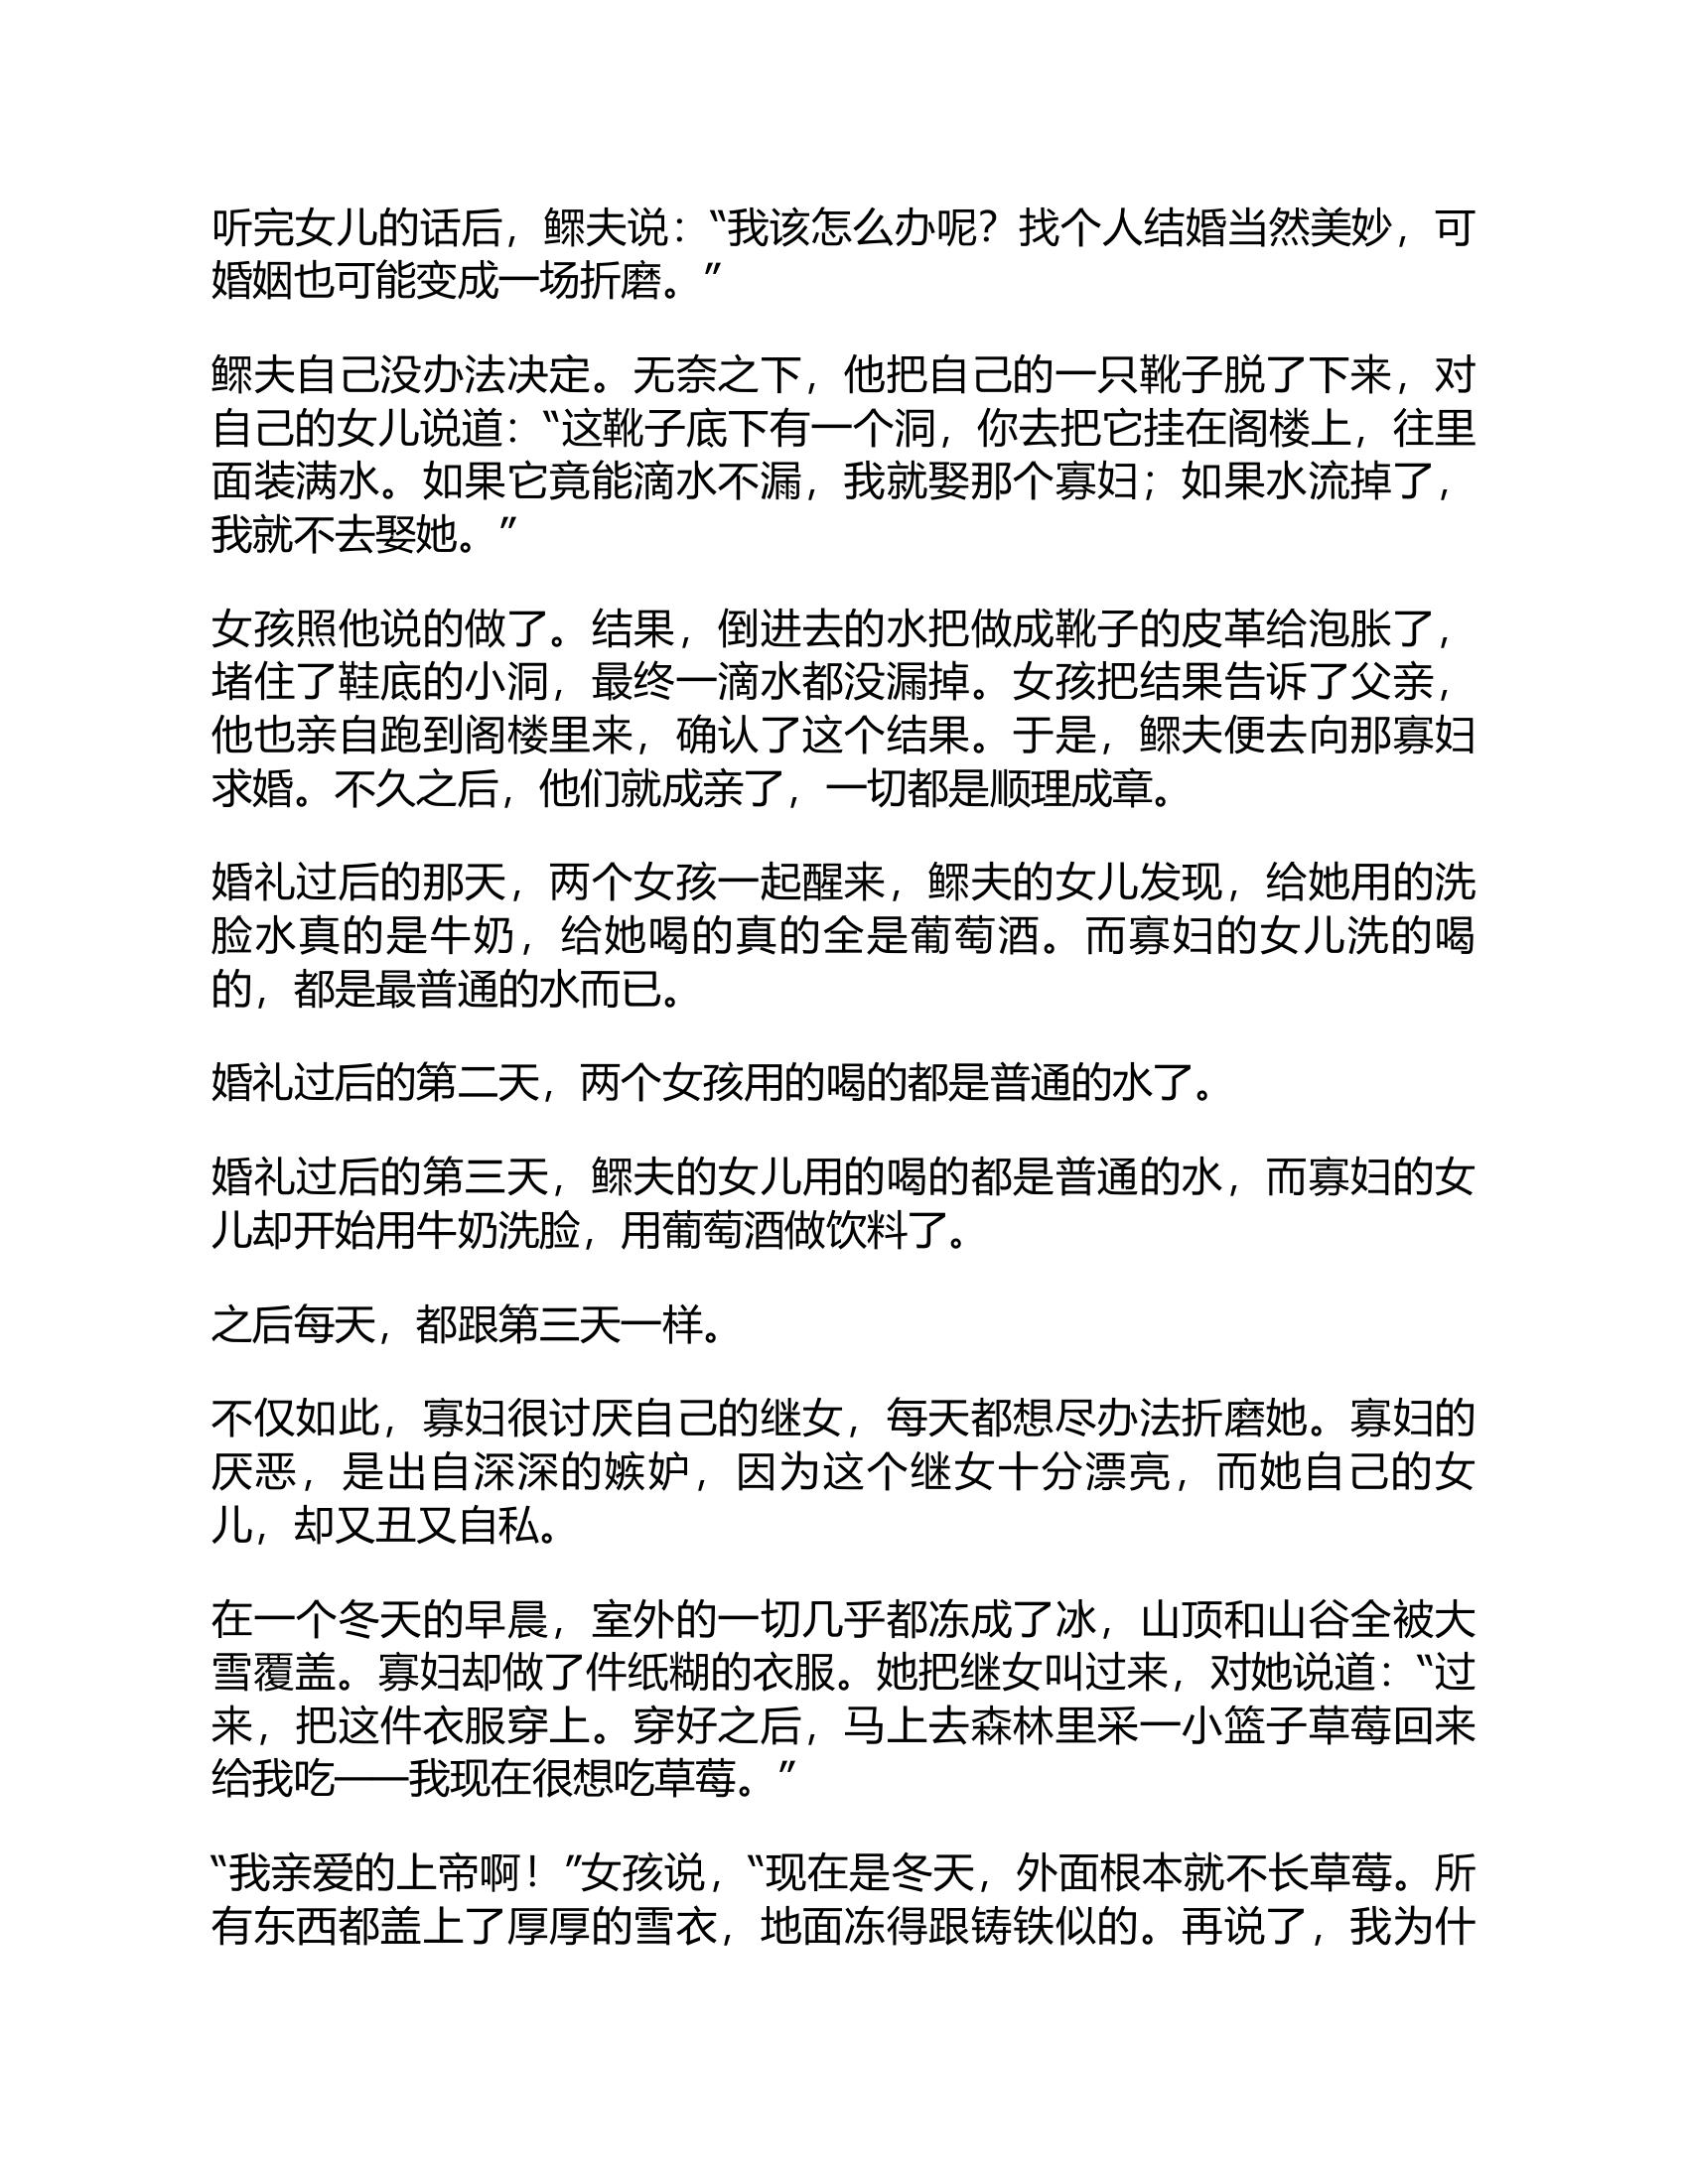 听完女儿的话后，鳏夫说：“我该怎么办呢？找个人结婚当然美妙，可
婚姻也可能变成一场折磨。”
鳏夫自己没办法决定。无奈之下，他把自己的一只靴子脱了下来，对
自己的女儿说道：“这靴子底下有一个洞，你去把它挂在阁楼上，往里
面装满水。如果它竟能滴水不漏，我就娶那个寡妇；如果水流掉了，
我就不去娶她。”
女孩照他说的做了。结果，倒进去的水把做成靴子的皮革给泡胀了，
堵住了鞋底的小洞，最终一滴水都没漏掉。女孩把结果告诉了父亲，
他也亲自跑到阁楼里来，确认了这个结果。于是，鳏夫便去向那寡妇
求婚。不久之后，他们就成亲了，一切都是顺理成章。
婚礼过后的那天，两个女孩一起醒来，鳏夫的女儿发现，给她用的洗
脸水真的是牛奶，给她喝的真的全是葡萄酒。而寡妇的女儿洗的喝
的，都是最普通的水而已。
婚礼过后的第二天，两个女孩用的喝的都是普通的水了。
婚礼过后的第三天，鳏夫的女儿用的喝的都是普通的水，而寡妇的女
儿却开始用牛奶洗脸，用葡萄酒做饮料了。
之后每天，都跟第三天一样。
不仅如此，寡妇很讨厌自己的继女，每天都想尽办法折磨她。寡妇的
厌恶，是出自深深的嫉妒，因为这个继女十分漂亮，而她自己的女
儿，却又丑又自私。
在一个冬天的早晨，室外的一切几乎都冻成了冰，山顶和山谷全被大
雪覆盖。寡妇却做了件纸糊的衣服。她把继女叫过来，对她说道：“过
来，把这件衣服穿上。穿好之后，马上去森林里采一小篮子草莓回来
给我吃——我现在很想吃草莓。”
“我亲爱的上帝啊！”女孩说，“现在是冬天，外面根本就不长草莓。所
有东西都盖上了厚厚的雪衣，地面冻得跟铸铁似的。再说了，我为什